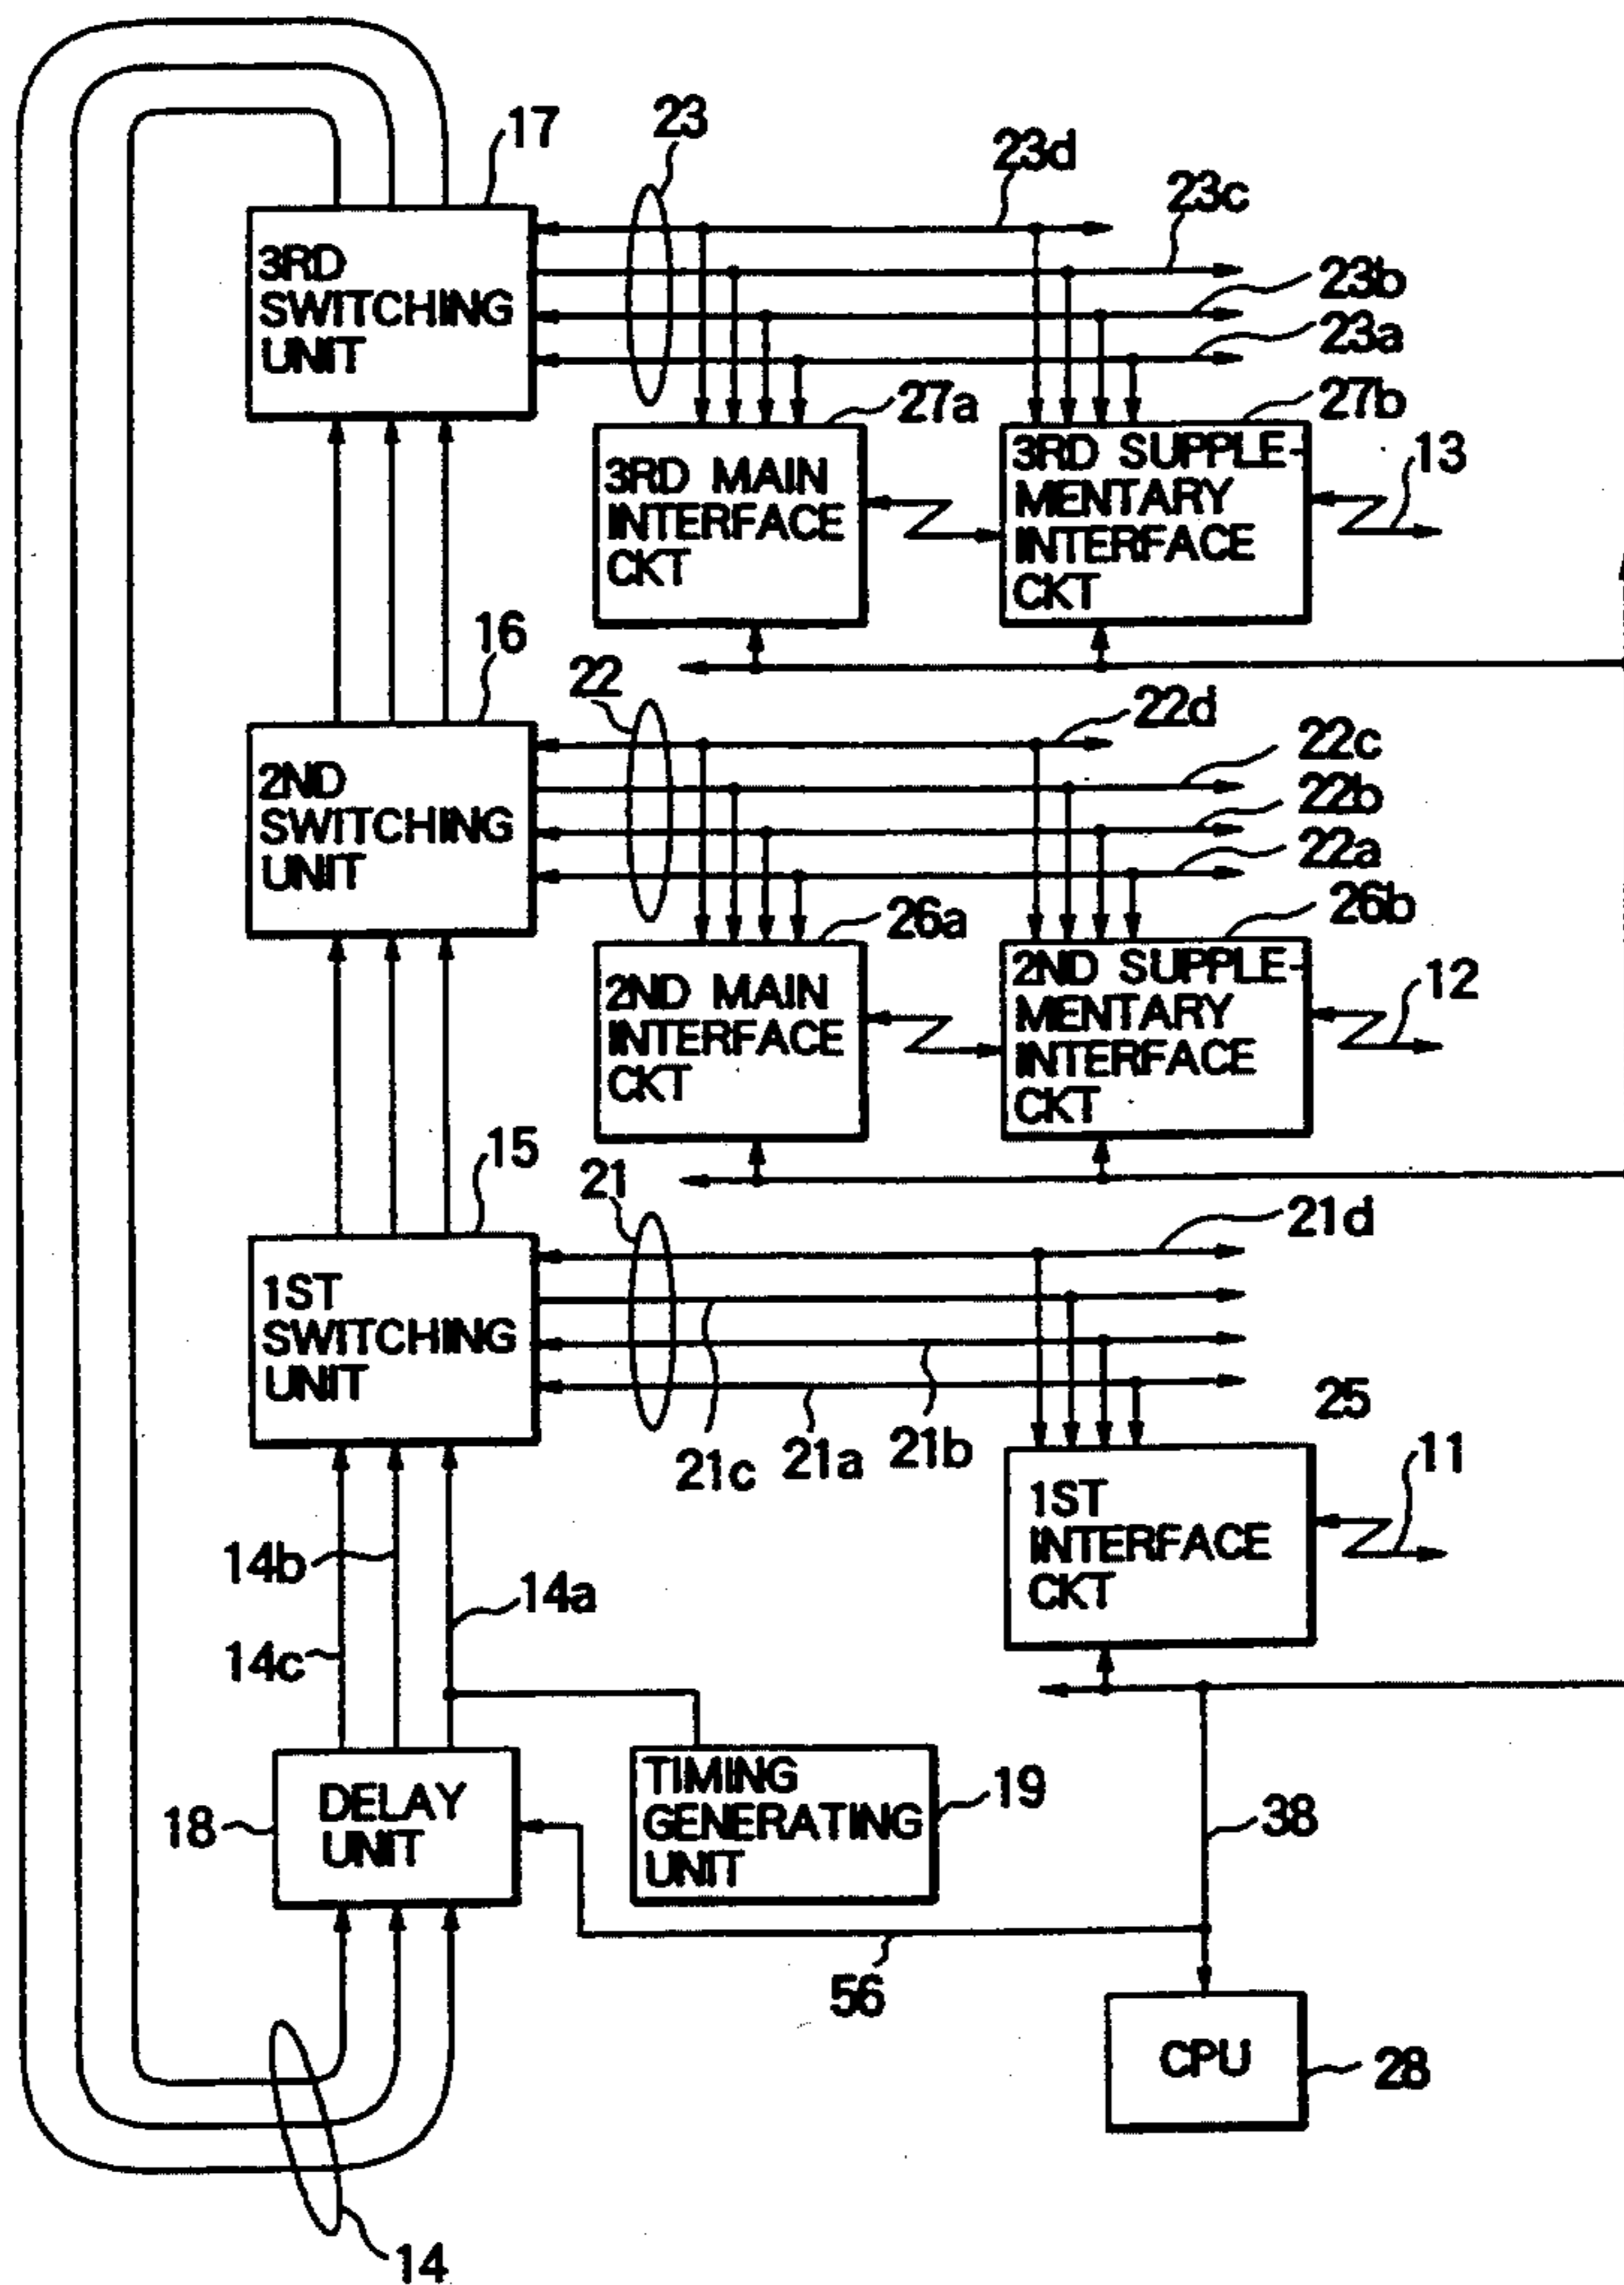 17
23
23d
23c
23b
23a
3RD
SWITCHING
UNIT
27a
27b
3RD MAIN
INTERFACE
CKT
3RD SUPPLE-
MENTARY
INTERFACE
CKT
13
16
22
22d
22c
22b
22a
2ND
SWITCHING
UNIT
26a
26b
2ND MAIN
INTERFACE
CKT
2ND SUPPLE-
MENTARY
INTERFACE
CKT
12
15
21
21d
1ST
SWITCHING
UNIT
21c
21a
21b
25
1ST
INTERFACE
CKT
11
14b
14a
14c
18
DELAY
UNIT
TIMING
GENERATING
UNIT
19
38
56
CPU
28
14